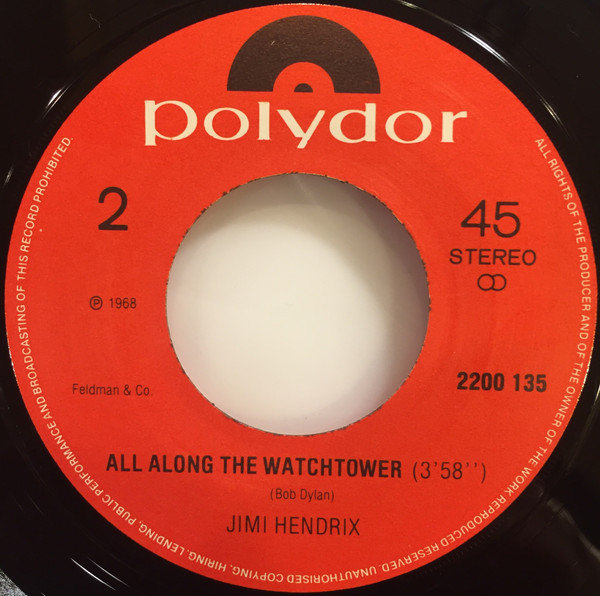 polydor
2
45
STEREO
℗ 1968
Feldman & Co.
2200 135
ALL ALONG THE WATCHTOWER (3'58'')
(Bob Dylan)
JIMI HENDRIX
ALL RIGHTS OF THE PRODUCER AND OF THE OWNER OF THE WORK REPRODUCED RESERVED. UNAUTHORISED COPYING, HIRING, LENDING, PUBLIC PERFORMANCE AND BROADCASTING OF THIS RECORD PROHIBITED.